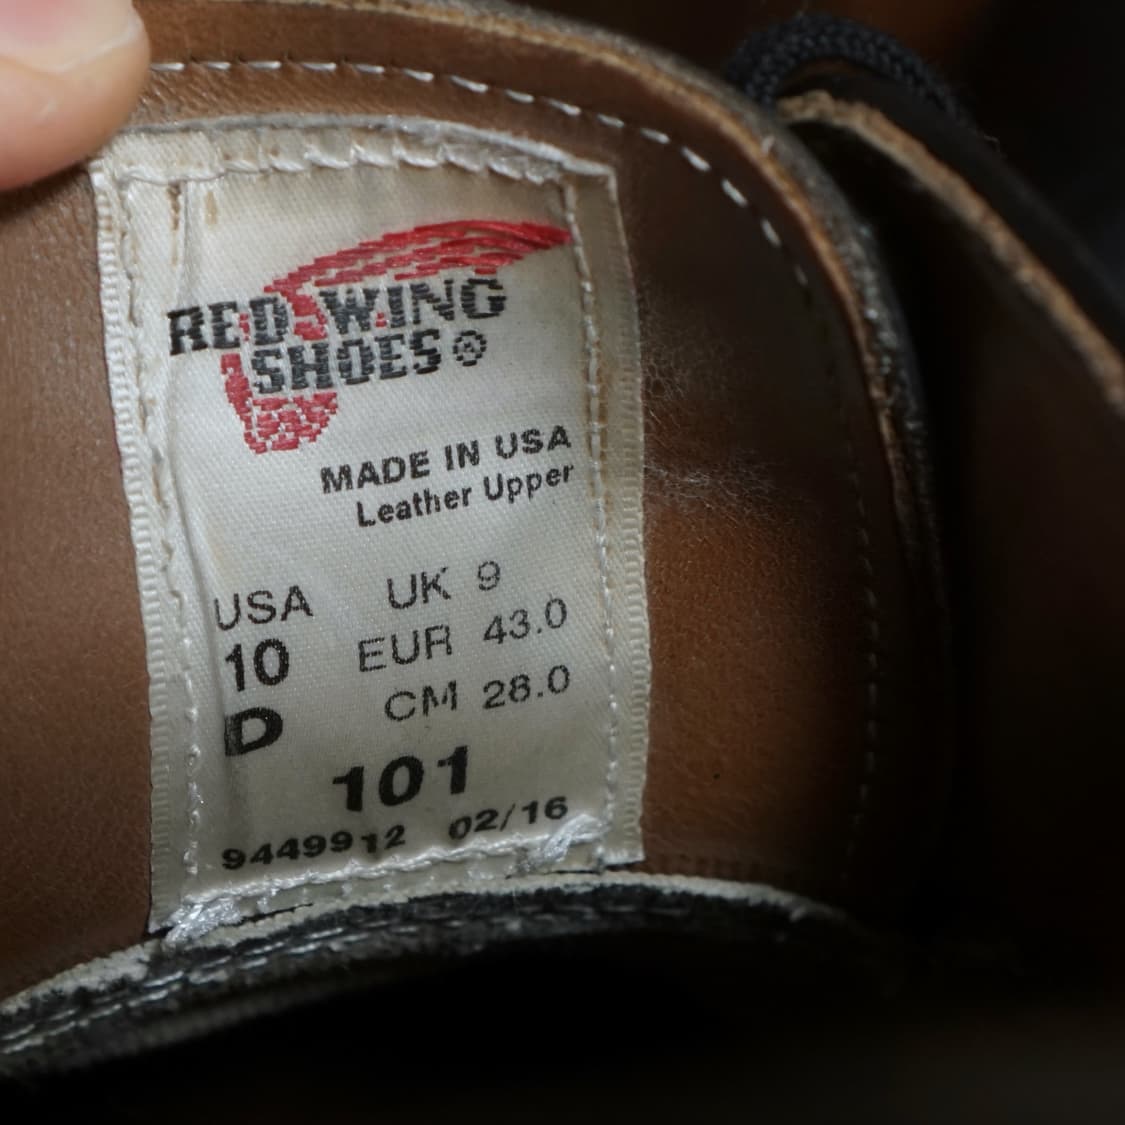 RED WING
SHOES®
MADE IN USA
Leather Upper
USA UK 9
10 EUR 43.0
D CM 28.0
101
9449912 02/16